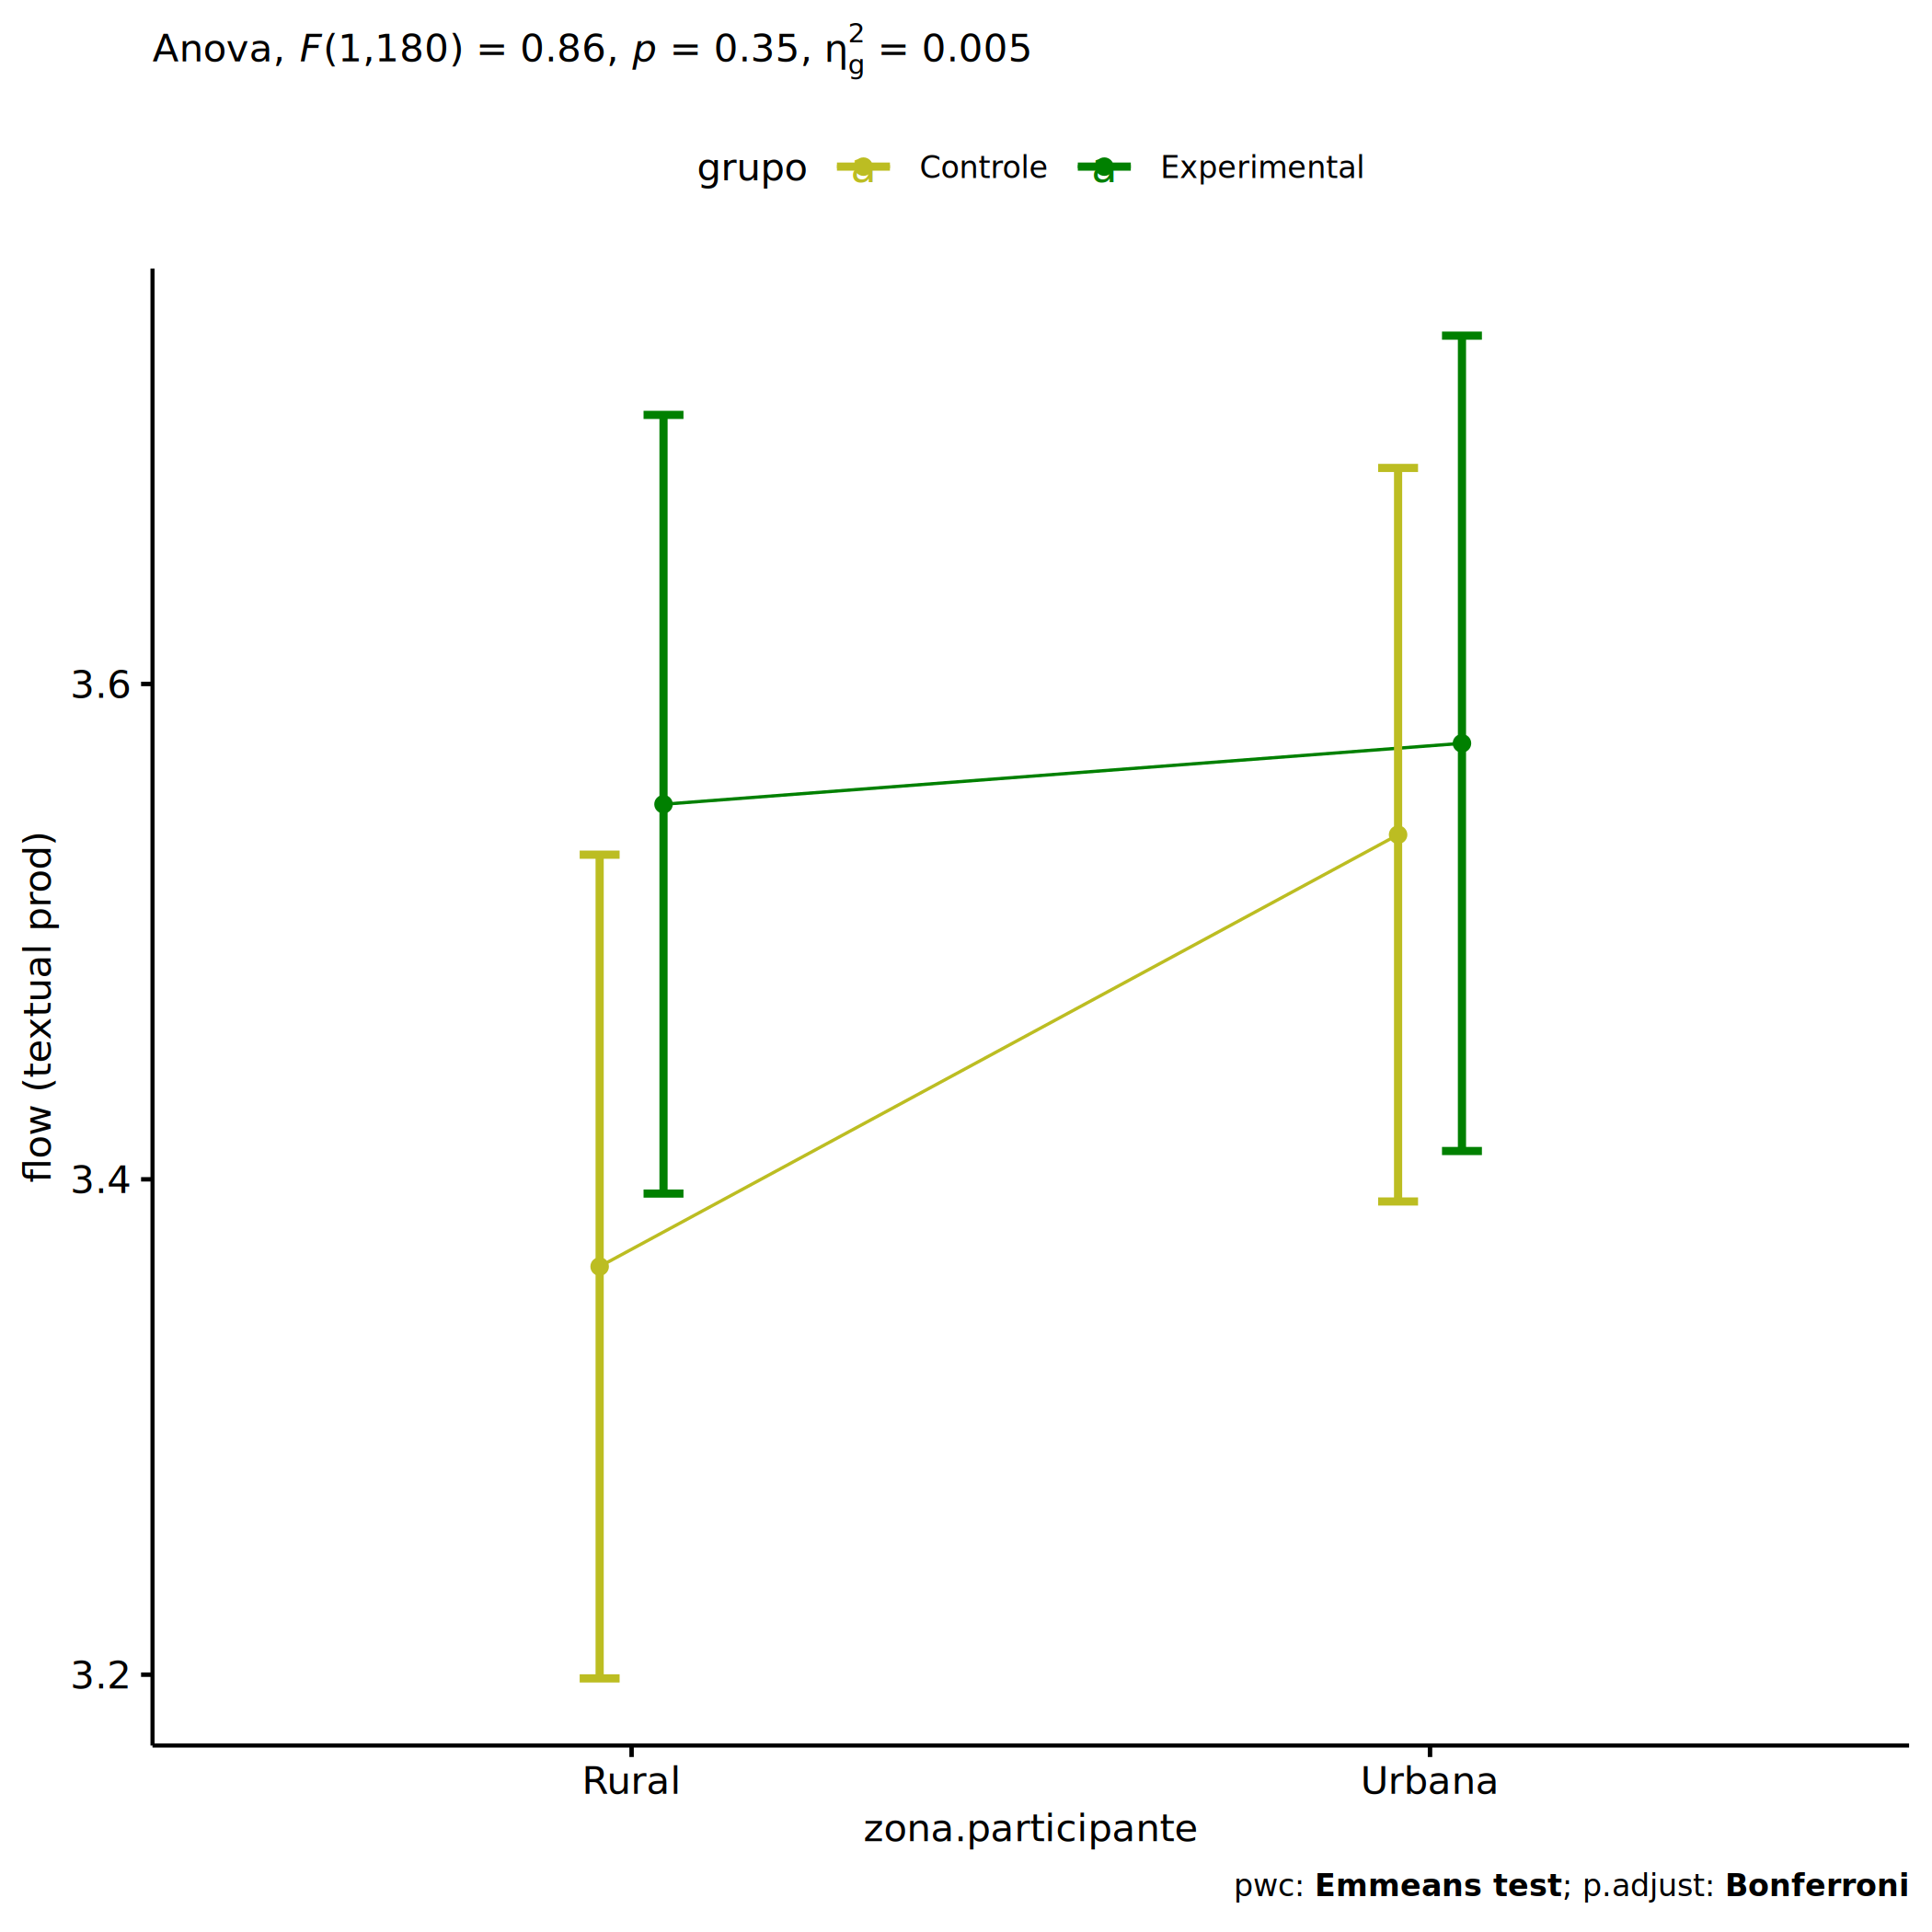 Anova, F(1,180) = 0.86, p = 0.35, η²g = 0.005
grupo a Controle a Experimental
3.6
3.4
3.2
flow (textual prod)
Rural Urbana
zona.participante
pwc: Emmeans test; p.adjust: Bonferroni